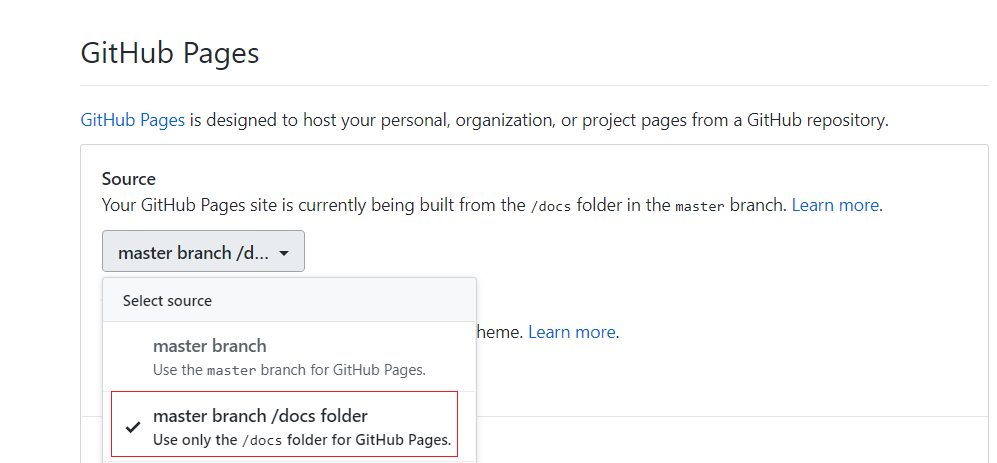 GitHub Pages
GitHub Pages is designed to host your personal, organization, or project pages from a GitHub repository.
Source
Your GitHub Pages site is currently being built from the /docs folder in the master branch. Learn more.
master branch /d...
Select source
heme. Learn more.
master branch
Use the master branch for GitHub Pages.
master branch /docs folder
Use only the /docs folder for GitHub Pages.